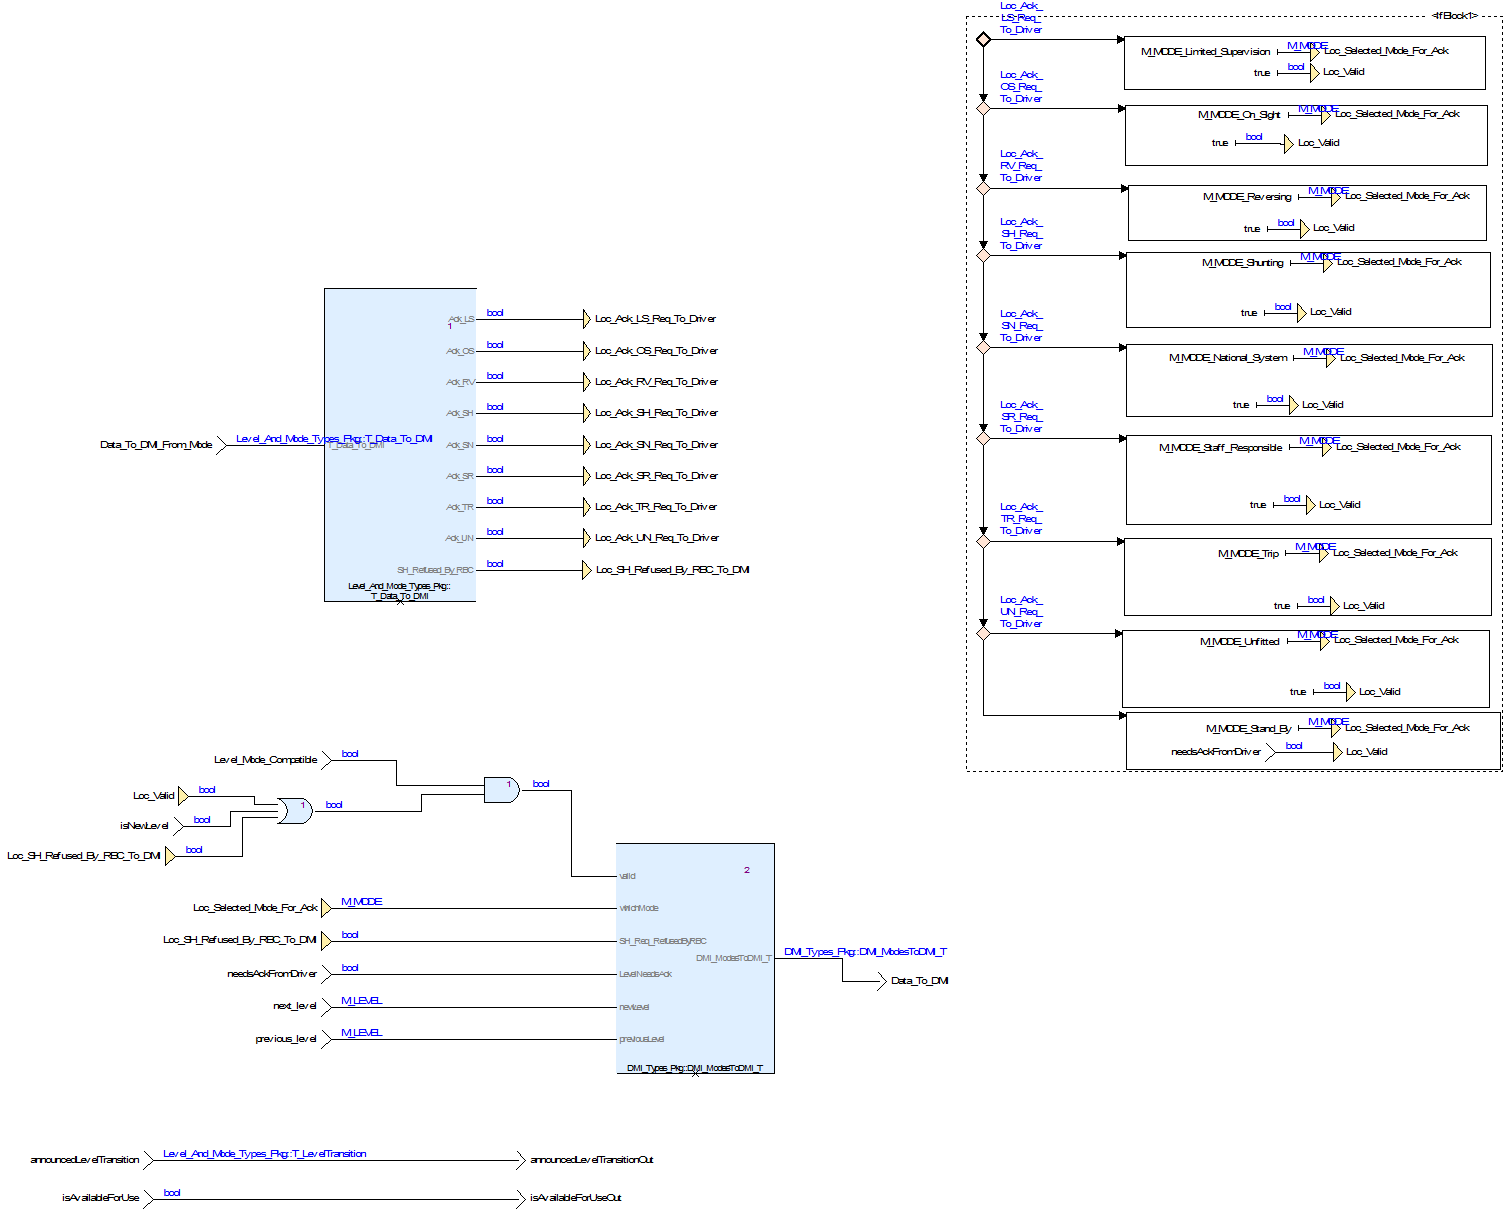 Loc_Ack_
LS_Req_
To_Driver
<IfBlock1>
M_MODE_Limited_Supervision
M_MODE
Loc_Selected_Mode_For_Ack
true
bool
Loc_Valid
Loc_Ack_
OS_Req_
To_Driver
M_MODE_On_Sight
M_MODE
Loc_Selected_Mode_For_Ack
true
bool
Loc_Valid
Loc_Ack_
RV_Req_
To_Driver
M_MODE_Reversing
M_MODE
Loc_Selected_Mode_For_Ack
true
bool
Loc_Valid
Loc_Ack_
SH_Req_
To_Driver
M_MODE_Shunting
M_MODE
Loc_Selected_Mode_For_Ack
true
bool
Loc_Valid
Loc_Ack_
SN_Req_
To_Driver
M_MODE_National_System
M_MODE
Loc_Selected_Mode_For_Ack
true
bool
Loc_Valid
Loc_Ack_
SR_Req_
To_Driver
M_MODE_Staff_Responsible
M_MODE
Loc_Selected_Mode_For_Ack
true
bool
Loc_Valid
Loc_Ack_
TR_Req_
To_Driver
M_MODE_Trip
M_MODE
Loc_Selected_Mode_For_Ack
true
bool
Loc_Valid
Loc_Ack_
UN_Req_
To_Driver
M_MODE_Unfitted
M_MODE
Loc_Selected_Mode_For_Ack
true
bool
Loc_Valid
M_MODE_Stand_By
M_MODE
Loc_Selected_Mode_For_Ack
needsAckFromDriver
bool
Loc_Valid
Data_To_DMI_From_Mode
Level_And_Mode_Types_Pkg::T_Data_To_DMI
T_Data_To_DMI
1
Ack_LS
bool
Loc_Ack_LS_Req_To_Driver
Ack_OS
bool
Loc_Ack_OS_Req_To_Driver
Ack_RV
bool
Loc_Ack_RV_Req_To_Driver
Ack_SH
bool
Loc_Ack_SH_Req_To_Driver
Ack_SN
bool
Loc_Ack_SN_Req_To_Driver
Ack_SR
bool
Loc_Ack_SR_Req_To_Driver
Ack_TR
bool
Loc_Ack_TR_Req_To_Driver
Ack_UN
bool
Loc_Ack_UN_Req_To_Driver
SH_Refused_By_RBC
bool
Loc_SH_Refused_By_RBC_To_DMI
Level_And_Mode_Types_Pkg::
T_Data_To_DMI
Level_Mode_Compatible
bool
Loc_Valid
bool
isNewLevel
bool
Loc_SH_Refused_By_RBC_To_DMI
bool
1
bool
1
bool
Loc_Selected_Mode_For_Ack
M_MODE
Loc_SH_Refused_By_RBC_To_DMI
bool
needsAckFromDriver
bool
next_level
M_LEVEL
previous_level
M_LEVEL
2
valid
whichMode
SH_Req_RefusedByRBC
LevelNeedsAck
newLevel
previousLevel
DMI_ModesToDMI_T
DMI_Types_Pkg::DMI_ModesToDMI_T
DMI_Types_Pkg::DMI_ModesToDMI_T
Data_To_DMI
announcedLevelTransition
Level_And_Mode_Types_Pkg::T_LevelTransition
announcedLevelTransitionOut
isAvailableForUse
bool
isAvailableForUseOut